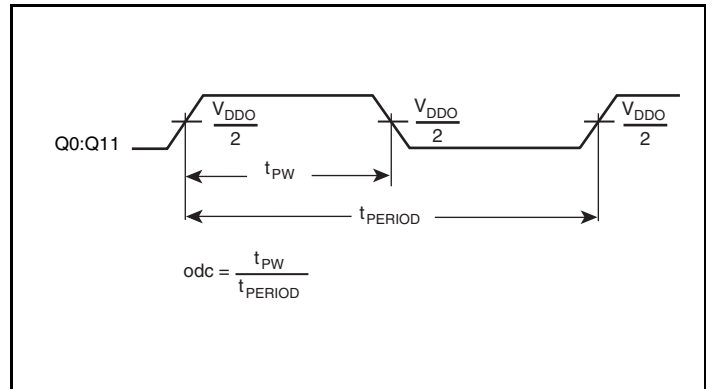 V_DDO
2
V_DDO
2
V_DDO
2
Q0:Q11
t_PW
t_PERIOD
odc = t_PW
t_PERIOD